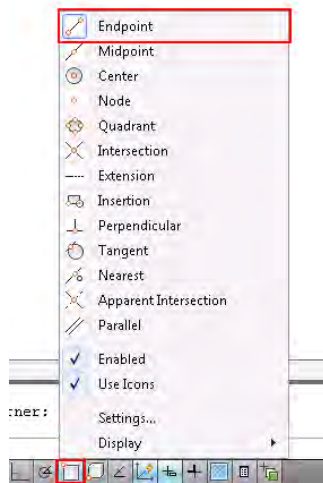 Endpoint
Midpoint
Center
Node
Quadrant
Intersection
Extension
Insertion
Perpendicular
Tangent
Nearest
Apparent Intersection
Parallel
Enabled
Use Icons
rner:
Settings...
Display